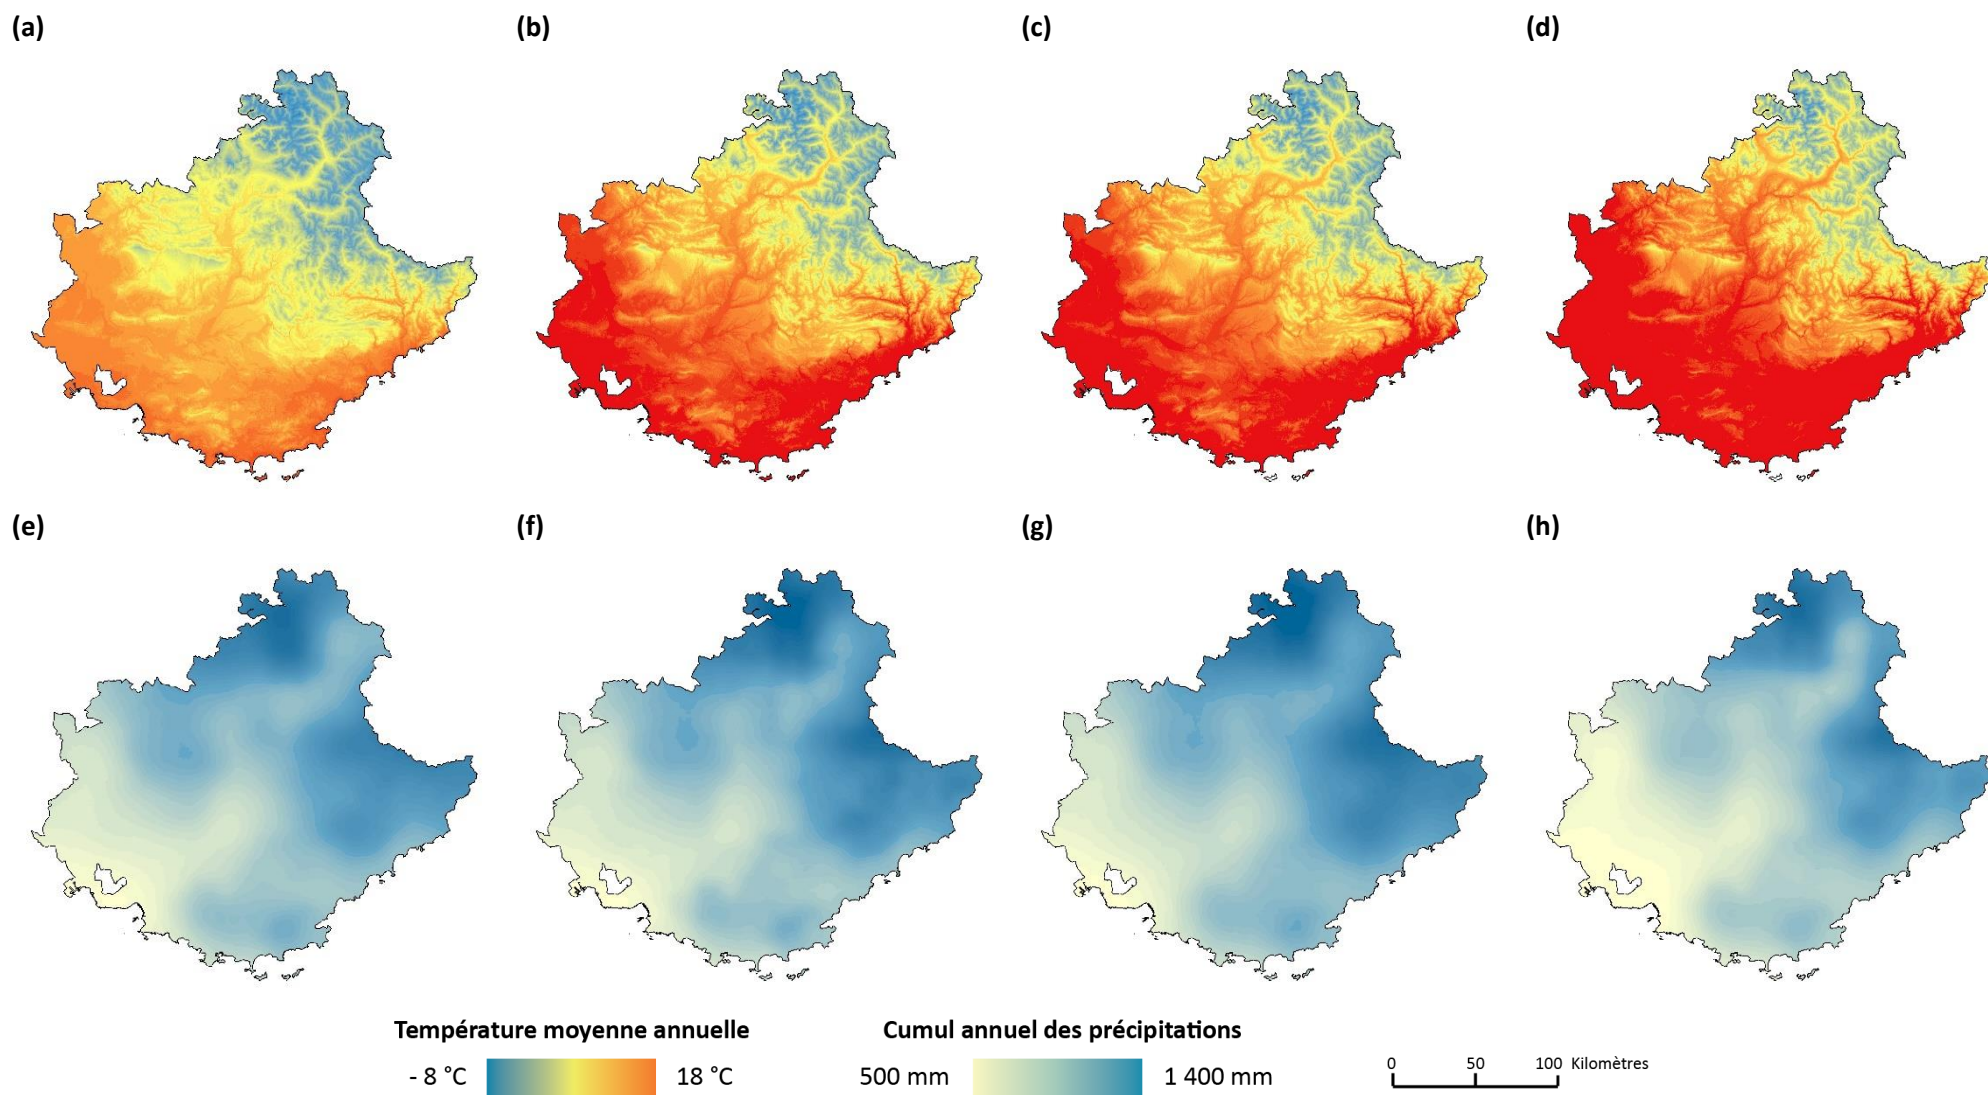 (a) (b) (c) (d)
(e) (f) (g) (h)
Température moyenne annuelle Cumul annuel des précipitations
- 8 °C 18 °C 500 mm 1 400 mm
0 50 100 Kilomètres